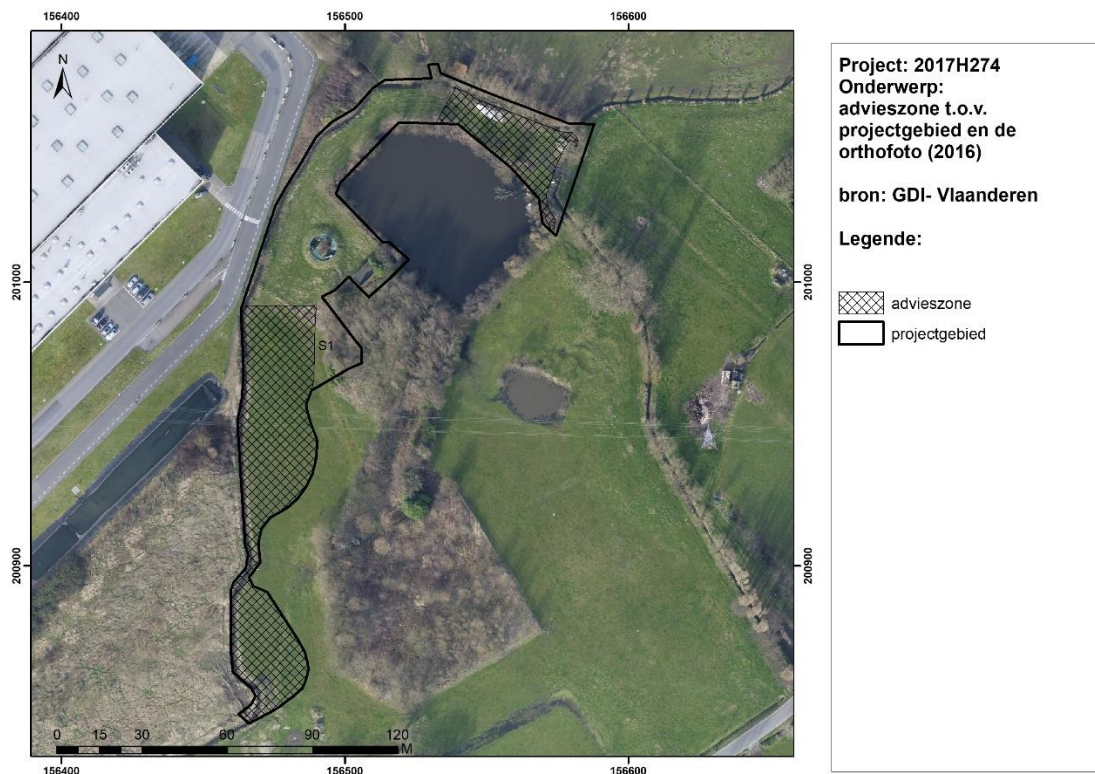 156400
156500
156600
N
201000
201000
S1
200900
200900
0 15 30 60 90 120
M
156400
156500
156600
Project: 2017H274
Onderwerp:
advieszone t.o.v.
projectgebied en de
orthofoto (2016)
bron: GDI- Vlaanderen
Legende:
advieszone
projectgebied